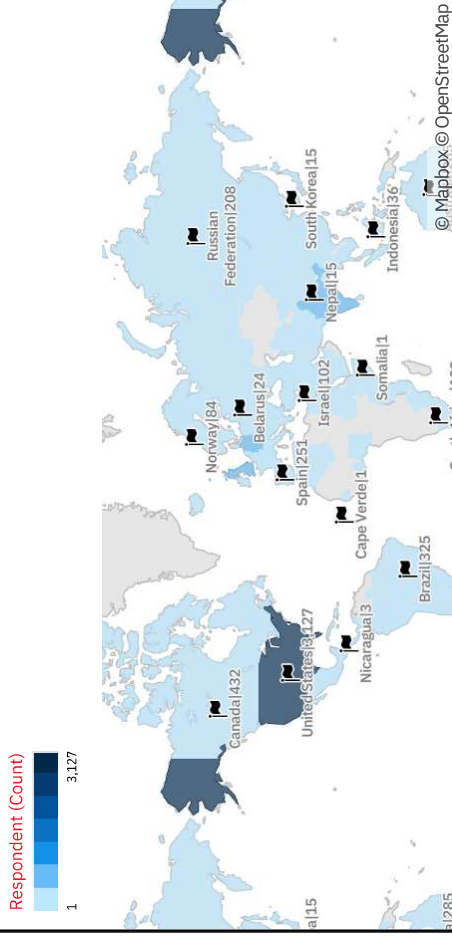 Respondent (Count)
1
3,127
Canada|432
United States|3,127
Nicaragua|3
Brazil|325
Cape Verde|1
Spain|251
Norway|84
Belarus|24
Israel|102
Somalia|1
Russian
Federation|208
Nepal|15
South Korea|15
Indonesia|36
a|15
a|285
© Mapbox © OpenStreetMap